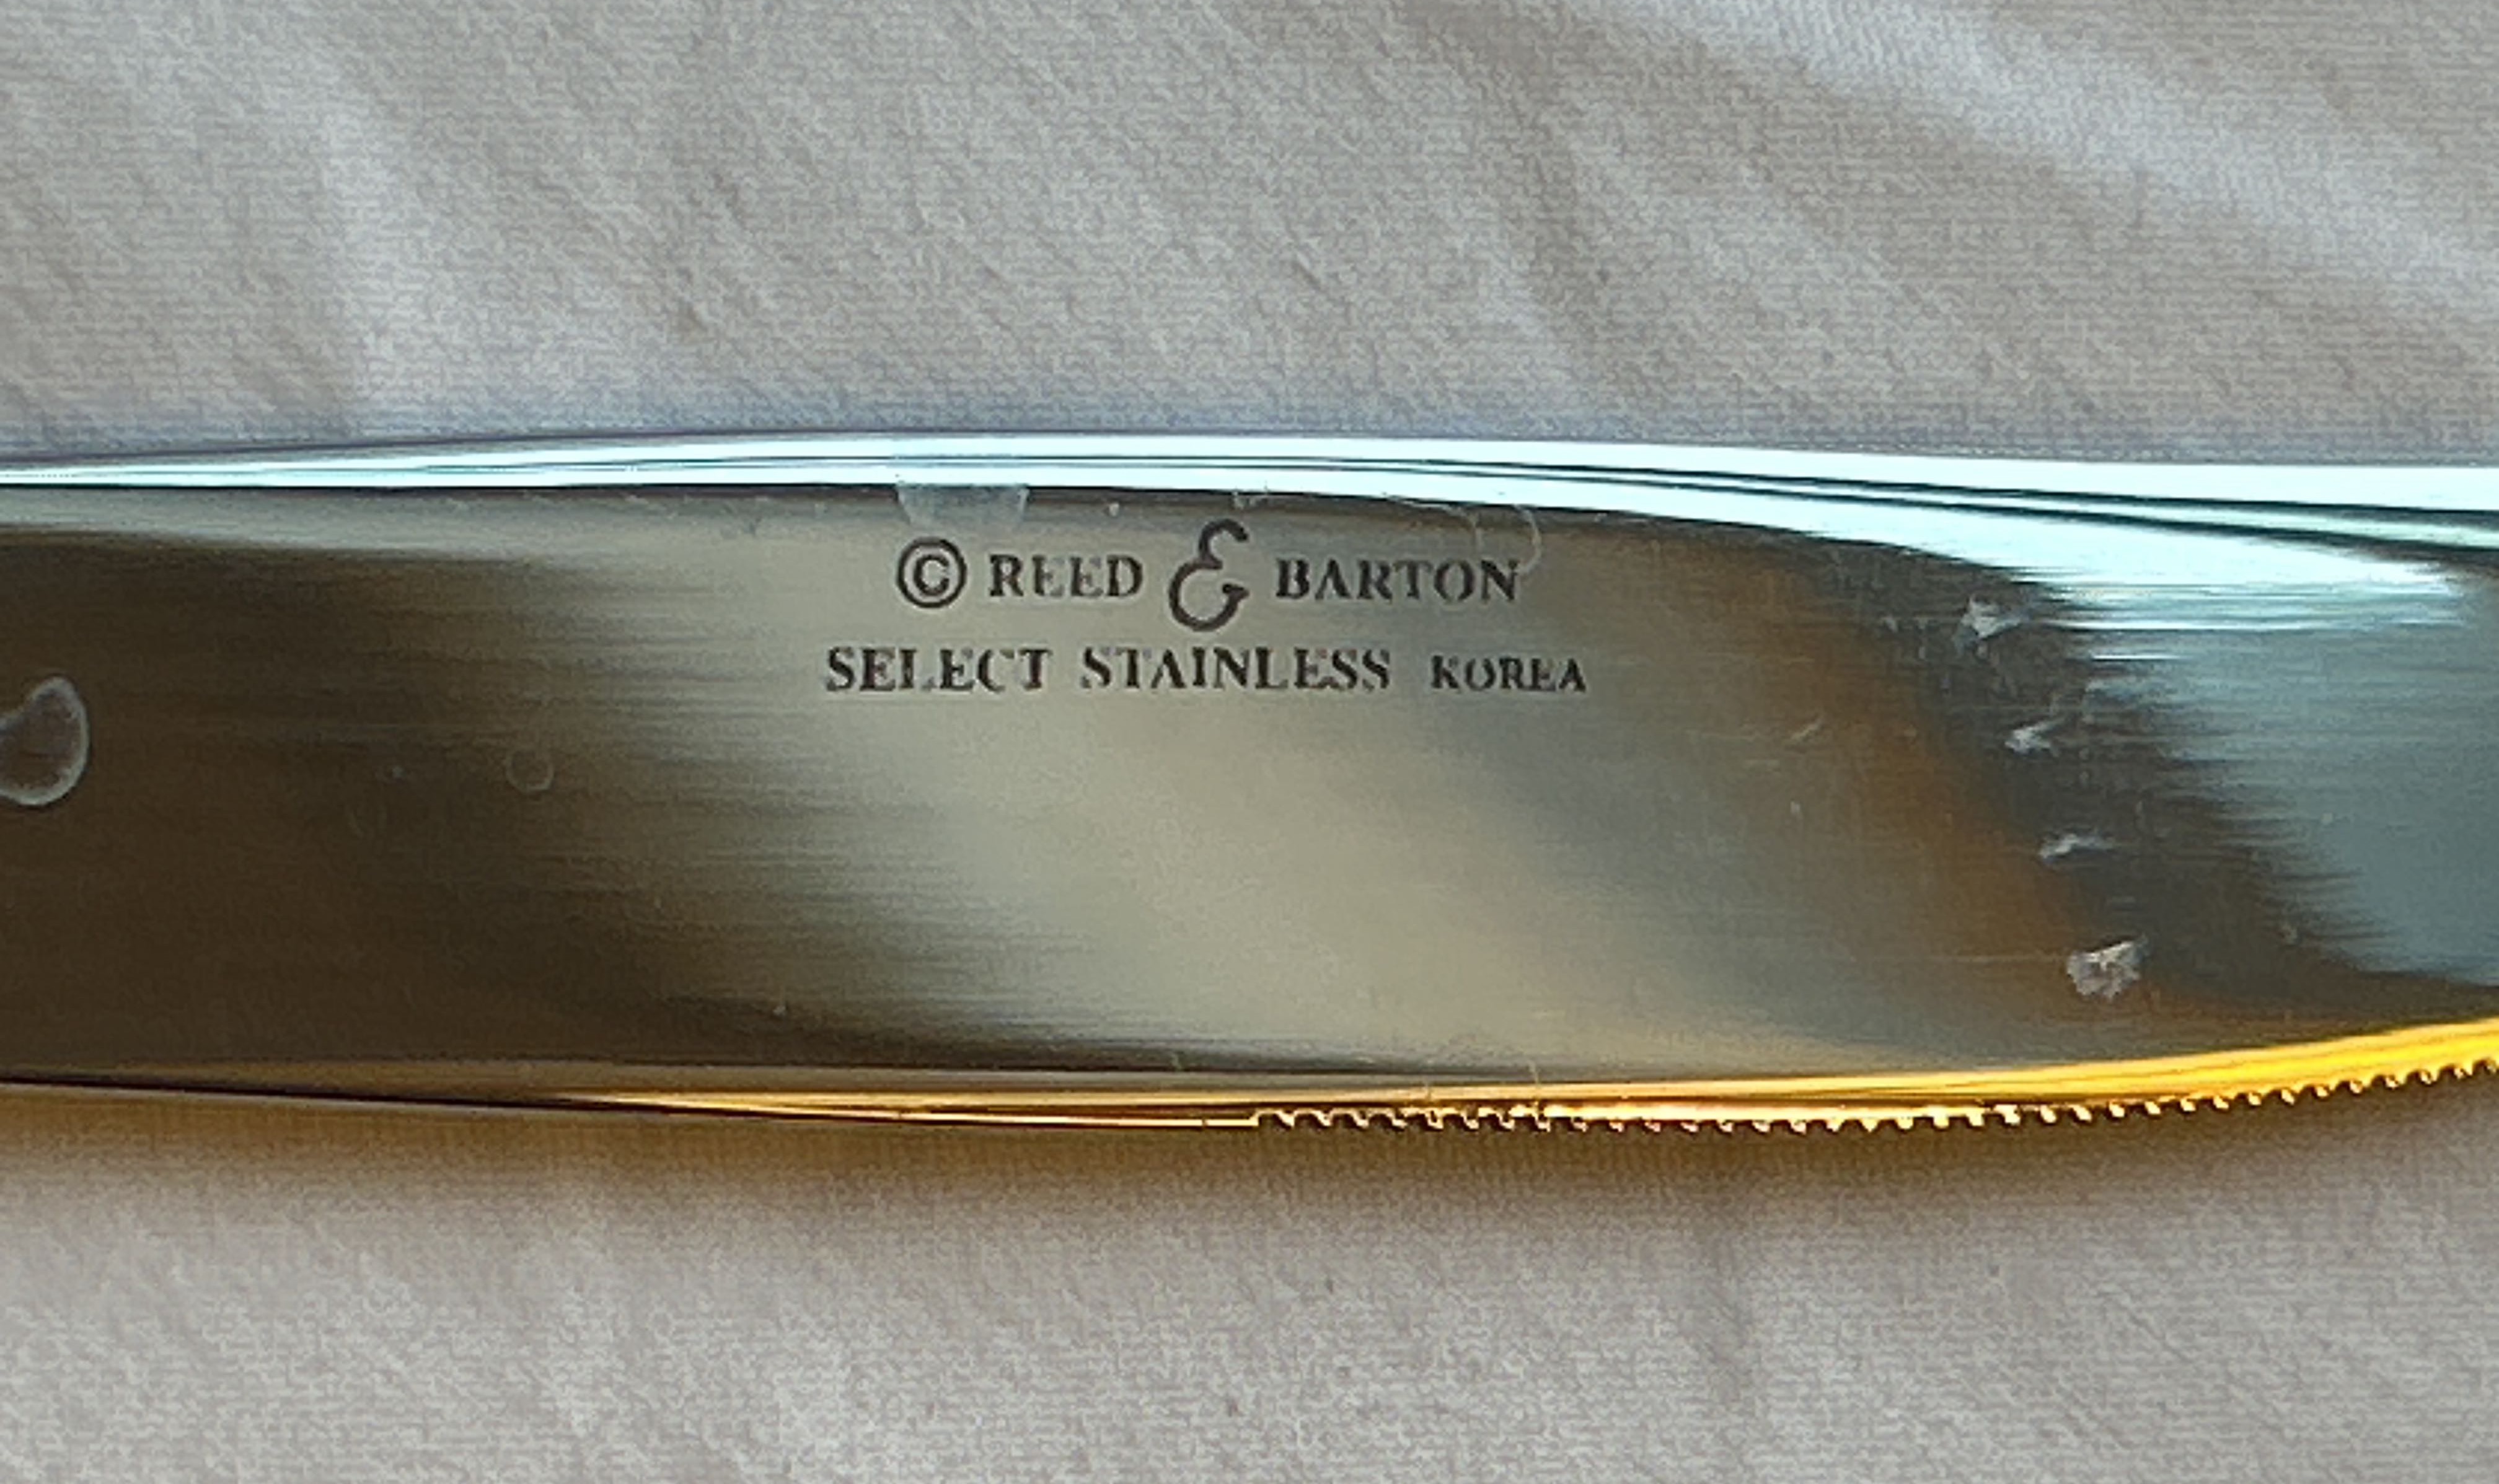 © REED & BARTON
SELECT STAINLESS KOREA